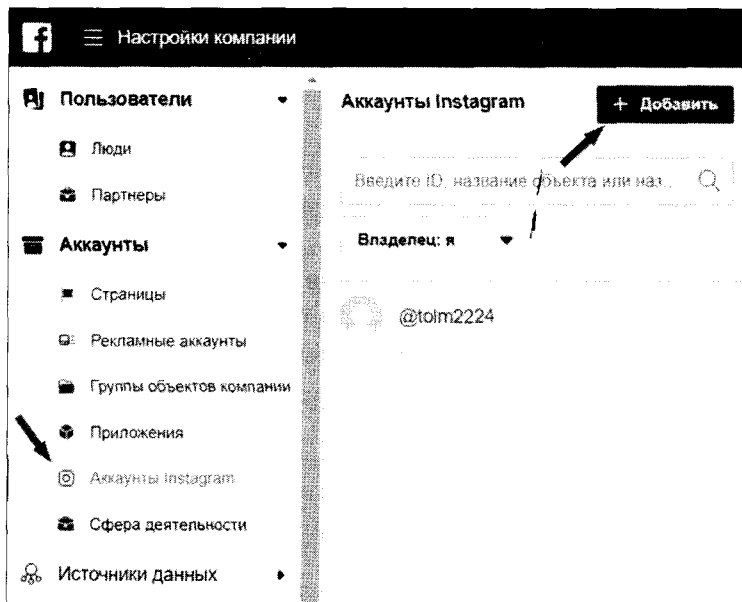 Настройки компании
Пользователи
Люди
Партнеры
Аккаунты
Страницы
Рекламные аккаунты
Группы объектов компании
Приложения
Аккаунты Instagram
Сфера деятельности
Источники данных
Аккаунты Instagram
+ Добавить
Введите ID, название объекта или наз...
Владелец: я
@tolm2224